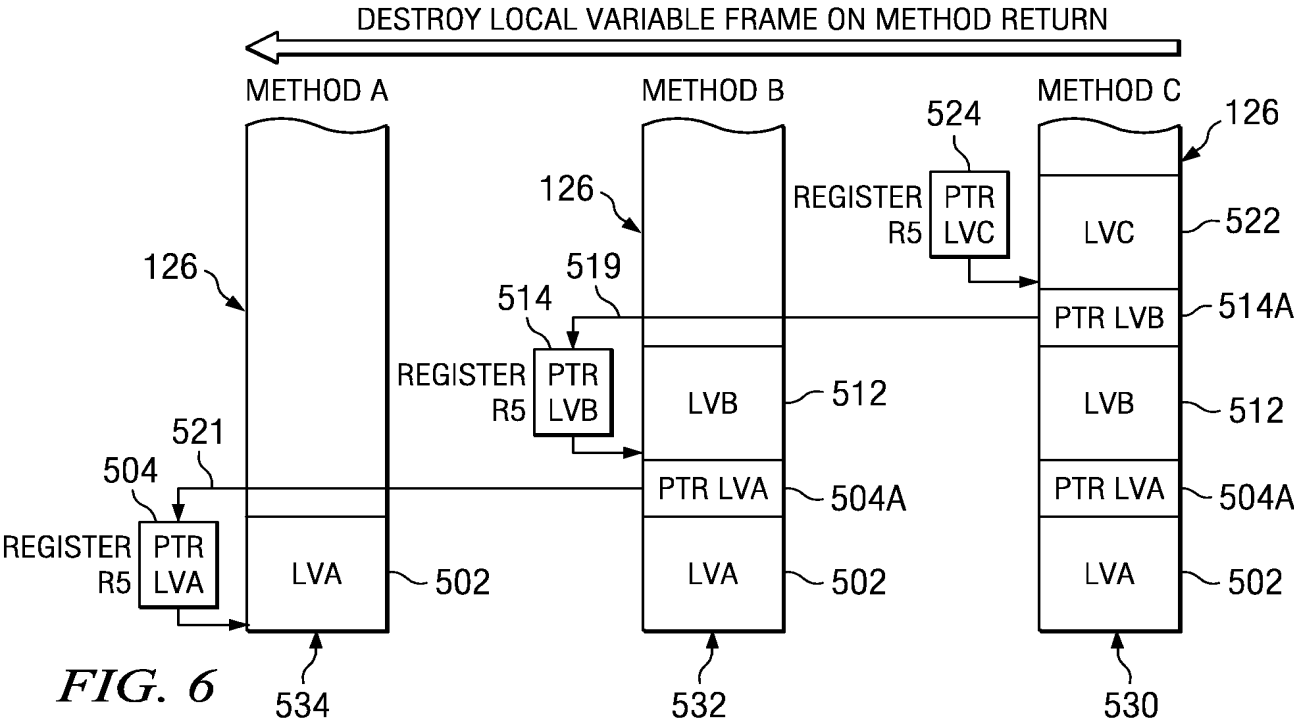 DESTROY LOCAL VARIABLE FRAME ON METHOD RETURN
METHOD A
METHOD B
METHOD C
524
126
REGISTER R5
PTR LVC
LVC
522
126
519
514
PTR LVB
514A
126
REGISTER R5
PTR LVB
LVB
512
LVB
512
521
504
PTR LVA
504A
PTR LVA
504A
REGISTER R5
PTR LVA
LVA
502
LVA
502
LVA
502
FIG. 6
534
532
530